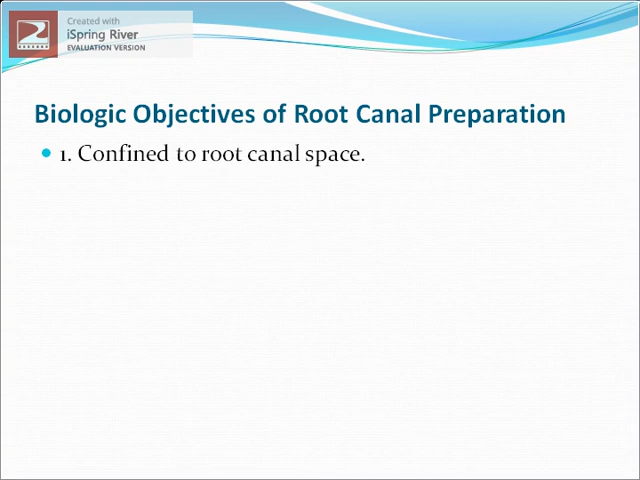 Created with
iSpring River
EVALUATION VERSION
Biologic Objectives of Root Canal Preparation
1. Confined to root canal space.